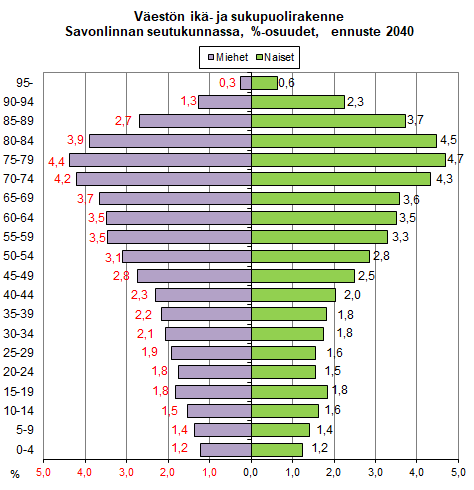 Väestön ikä- ja sukupuolirakenne
Savonlinnan seutukunnassa, %-osuudet, ennuste 2040
Miehet Naiset
95- 0,3 0,6
90-94 1,3 2,3
85-89 2,7 3,7
80-84 3,9 4,5
75-79 4,4 4,7
70-74 4,2 4,3
65-69 3,7 3,6
60-64 3,5 3,5
55-59 3,5 3,3
50-54 3,1 2,8
45-49 2,8 2,5
40-44 2,3 2,0
35-39 2,2 1,8
30-34 2,1 1,8
25-29 1,9 1,6
20-24 1,8 1,5
15-19 1,8 1,8
10-14 1,5 1,6
5-9 1,4 1,4
0-4 1,2 1,2
% 5,0 4,0 3,0 2,0 1,0 0,0 1,0 2,0 3,0 4,0 5,0